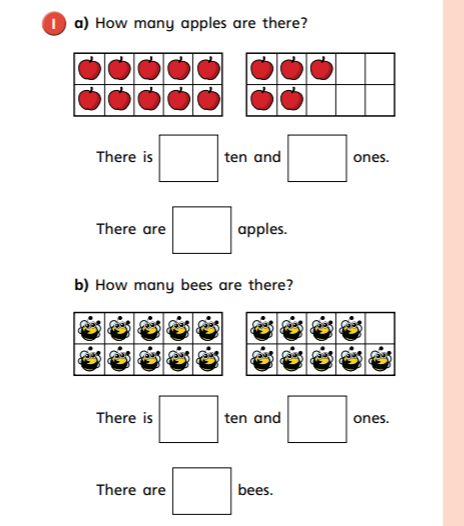 1 a) How many apples are there?
There is ten and ones.
There are apples.
b) How many bees are there?
There is ten and ones.
There are bees.